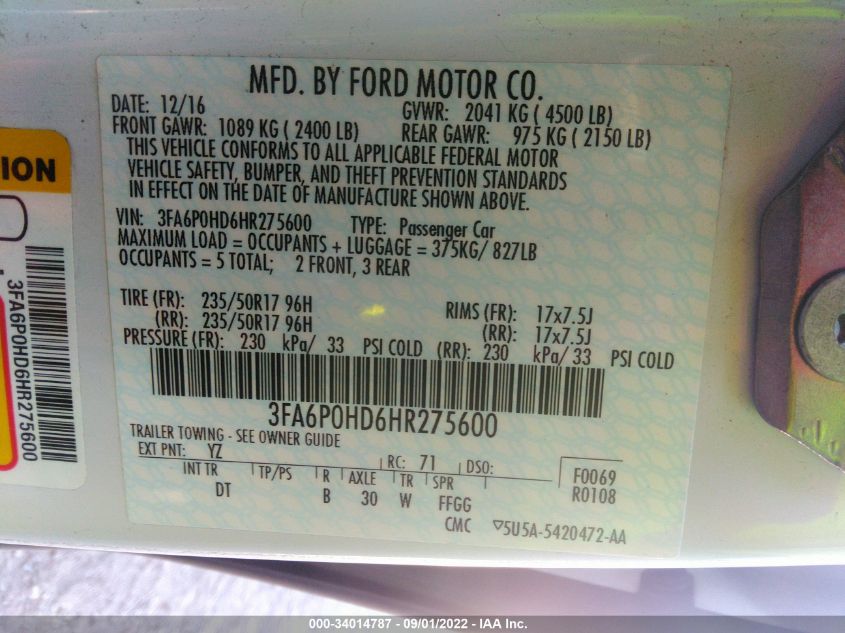 MFD. BY FORD MOTOR CO.
DATE: 12/16 GVWR: 2041 KG ( 4500 LB)
FRONT GAWR: 1089 KG ( 2400 LB) REAR GAWR: 975 KG ( 2150 LB)
THIS VEHICLE CONFORMS TO ALL APPLICABLE FEDERAL MOTOR
VEHICLE SAFETY, BUMPER, AND THEFT PREVENTION STANDARDS
IN EFFECT ON THE DATE OF MANUFACTURE SHOWN ABOVE.
VIN: 3FA6P0HD6HR275600 TYPE: Passenger Car
MAXIMUM LOAD = OCCUPANTS + LUGGAGE = 375KG/ 827LB
OCCUPANTS = 5 TOTAL; 2 FRONT, 3 REAR
TIRE (FR): 235/50R17 96H RIMS (FR): 17x7.5J
(RR): 235/50R17 96H (RR): 17x7.5J
PRESSURE (FR): 230 kPa/ 33 PSI COLD (RR): 230 kPa/ 33 PSI COLD
3FA6P0HD6HR275600
TRAILER TOWING - SEE OWNER GUIDE
EXT PNT: YZ RC: 71 DSO:
INT TR TP/PS R AXLE TR SPR F0069
DT B 30 W FFGG R0108
CMC ▽5U5A-5420472-AA
ION
3FA6P0HD6HR275600
000-34014787 - 09/01/2022 - IAA Inc.